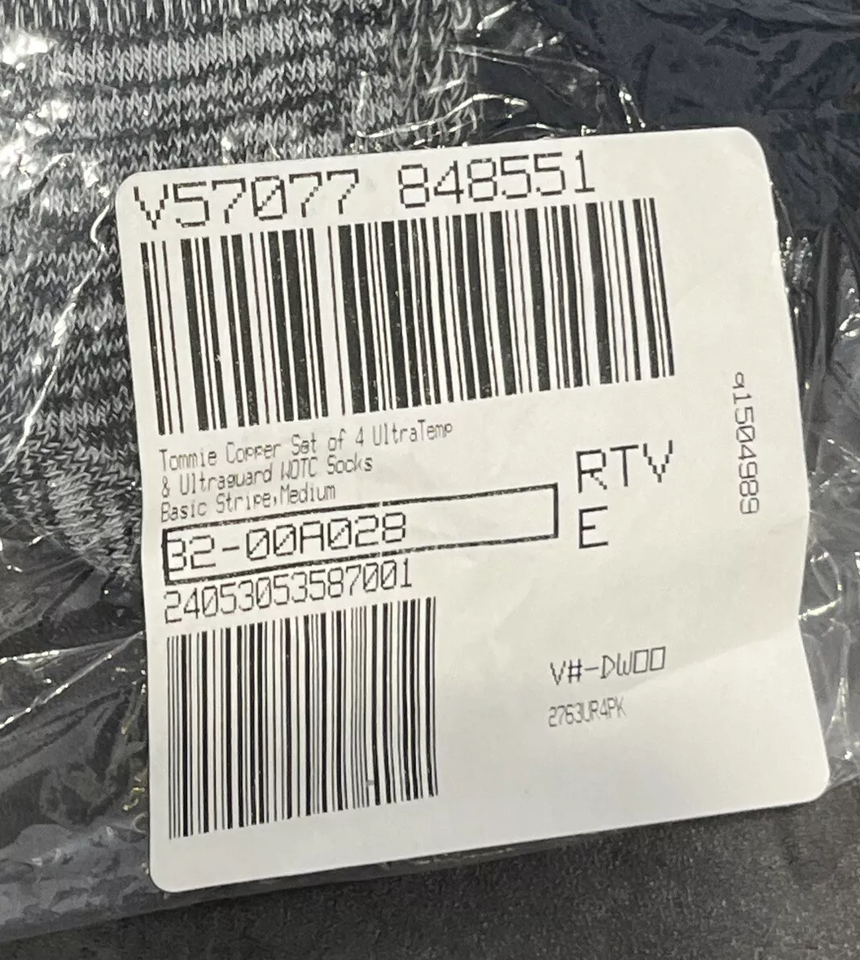 V57077 848551
Tommie Copper Set of 4 UltraTemp
& Ultraguard WOTC Socks
Basic Stripe,Medium
B2-00A028
24053053587001
RTV
E
V#-DW00
2763UR4PK
q1504989